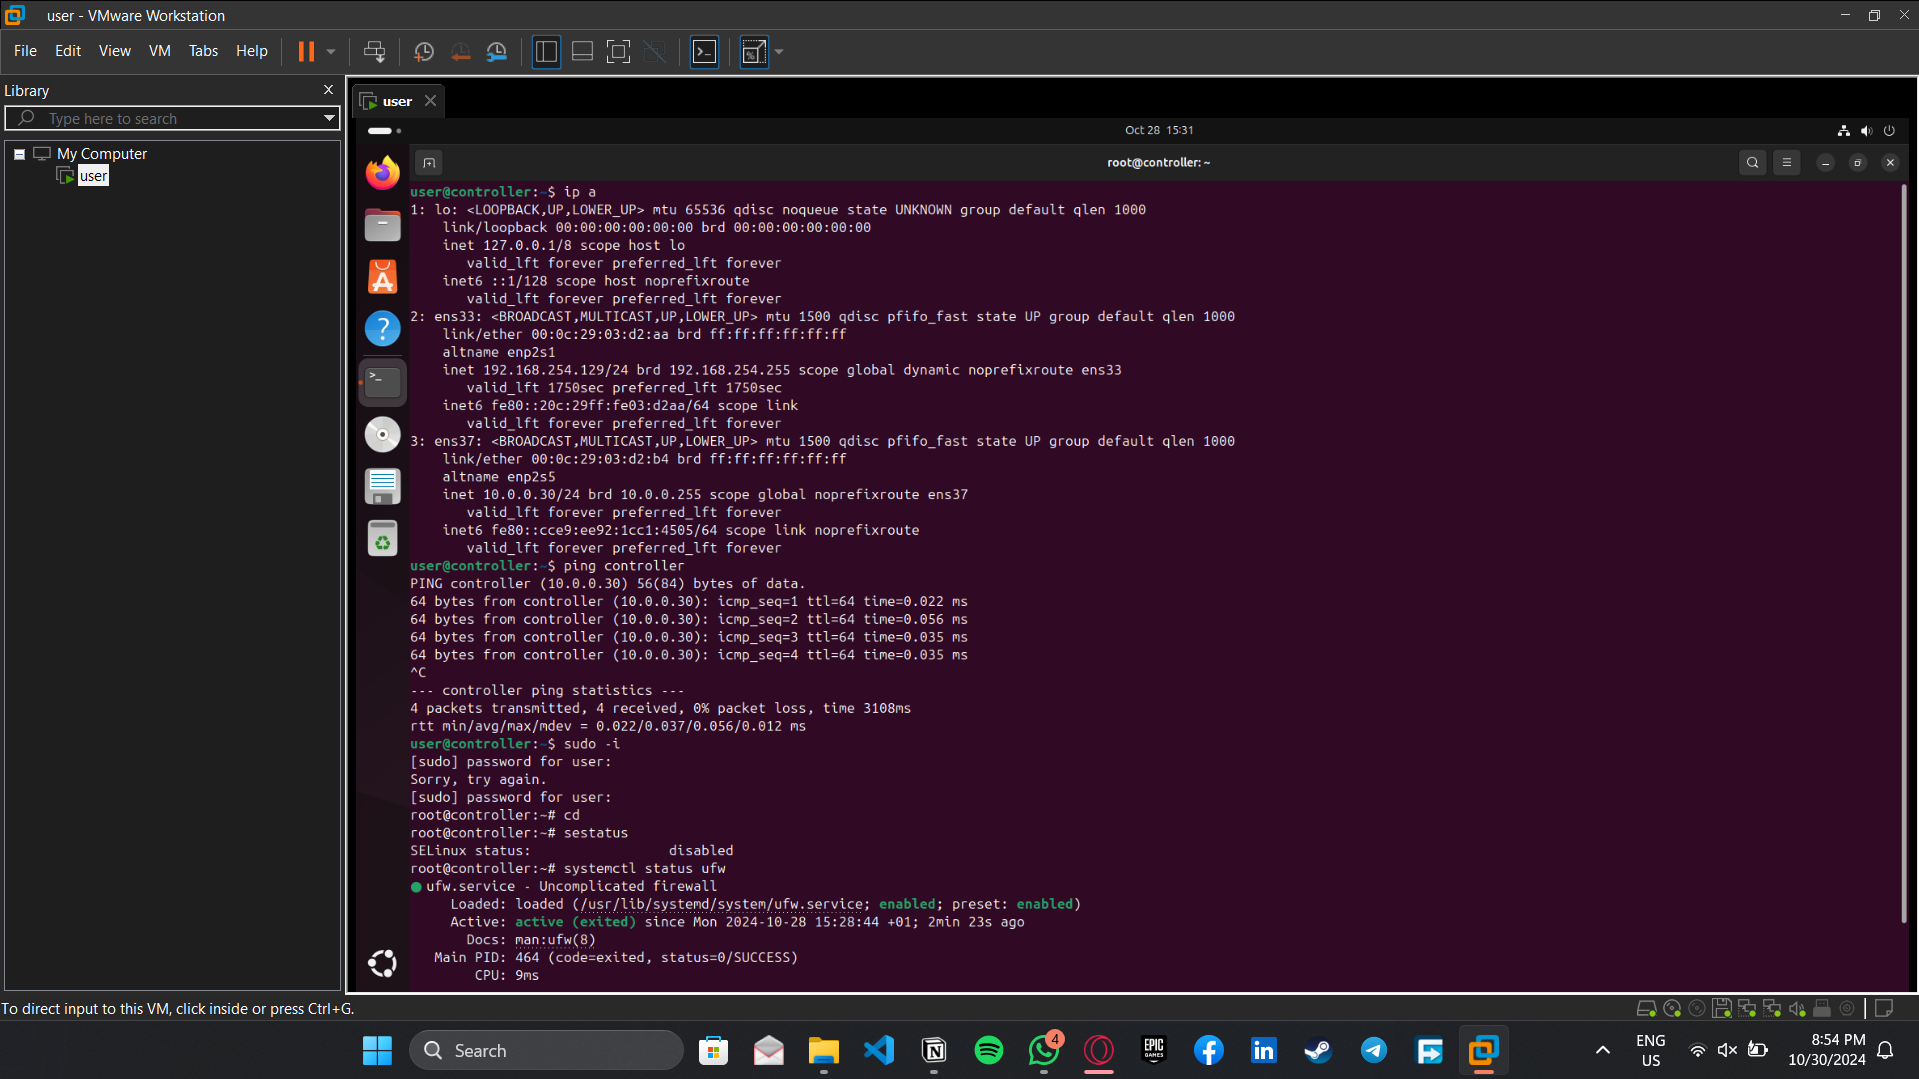 user - VMware Workstation
File Edit View VM Tabs Help
Library
Type here to search
My Computer
user
user
Oct 28 15:31
root@controller: ~
user@controller:~$ ip a
1: lo: <LOOPBACK,UP,LOWER_UP> mtu 65536 qdisc noqueue state UNKNOWN group default qlen 1000
link/loopback 00:00:00:00:00:00 brd 00:00:00:00:00:00
inet 127.0.0.1/8 scope host lo
valid_lft forever preferred_lft forever
inet6 ::1/128 scope host noprefixroute
valid_lft forever preferred_lft forever
2: ens33: <BROADCAST,MULTICAST,UP,LOWER_UP> mtu 1500 qdisc pfifo_fast state UP group default qlen 1000
link/ether 00:0c:29:03:d2:aa brd ff:ff:ff:ff:ff:ff
altname enp2s1
inet 192.168.254.129/24 brd 192.168.254.255 scope global dynamic noprefixroute ens33
valid_lft 1750sec preferred_lft 1750sec
inet6 fe80::20c:29ff:fe03:d2aa/64 scope link
valid_lft forever preferred_lft forever
3: ens37: <BROADCAST,MULTICAST,UP,LOWER_UP> mtu 1500 qdisc pfifo_fast state UP group default qlen 1000
link/ether 00:0c:29:03:d2:b4 brd ff:ff:ff:ff:ff:ff
altname enp2s5
inet 10.0.0.30/24 brd 10.0.0.255 scope global noprefixroute ens37
valid_lft forever preferred_lft forever
inet6 fe80::cce9:ee92:1cc1:4505/64 scope link noprefixroute
valid_lft forever preferred_lft forever
user@controller:~$ ping controller
PING controller (10.0.0.30) 56(84) bytes of data.
64 bytes from controller (10.0.0.30): icmp_seq=1 ttl=64 time=0.022 ms
64 bytes from controller (10.0.0.30): icmp_seq=2 ttl=64 time=0.056 ms
64 bytes from controller (10.0.0.30): icmp_seq=3 ttl=64 time=0.035 ms
64 bytes from controller (10.0.0.30): icmp_seq=4 ttl=64 time=0.035 ms
^C
--- controller ping statistics ---
4 packets transmitted, 4 received, 0% packet loss, time 3108ms
rtt min/avg/max/mdev = 0.022/0.037/0.056/0.012 ms
user@controller:~$ sudo -i
[sudo] password for user:
Sorry, try again.
[sudo] password for user:
root@controller:~# cd
root@controller:~# sestatus
SELinux status: disabled
root@controller:~# systemctl status ufw
ufw.service - Uncomplicated firewall
Loaded: loaded (/usr/lib/systemd/system/ufw.service; enabled; preset: enabled)
Active: active (exited) since Mon 2024-10-28 15:28:44 +01; 2min 23s ago
Docs: man:ufw(8)
Main PID: 464 (code=exited, status=0/SUCCESS)
CPU: 9ms
To direct input to this VM, click inside or press Ctrl+G.
Search
4
EPIC
GAMES
ENG
US
8:54 PM
10/30/2024